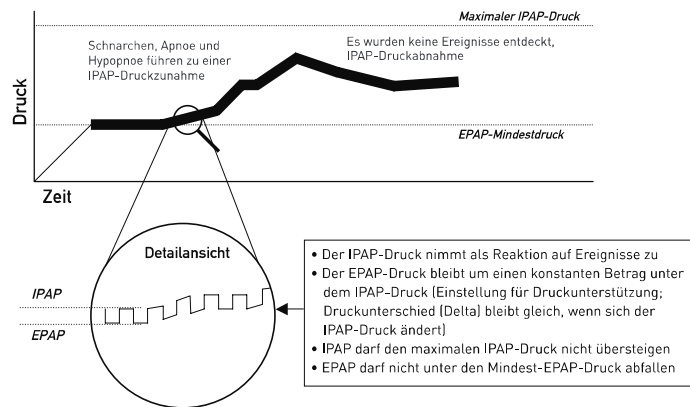 Maximaler IPAP-Druck
Schnarchen, Apnoe und
Hypopnoe führen zu einer
IPAP-Druckzunahme
Es wurden keine Ereignisse entdeckt,
IPAP-Druckabnahme
Druck
EPAP-Mindestdruck
Zeit
Detailansicht
IPAP
EPAP
• Der IPAP-Druck nimmt als Reaktion auf Ereignisse zu
• Der EPAP-Druck bleibt um einen konstanten Betrag unter
dem IPAP-Druck (Einstellung für Druckunterstützung;
Druckunterschied (Delta) bleibt gleich, wenn sich der
IPAP-Druck ändert)
• IPAP darf den maximalen IPAP-Druck nicht übersteigen
• EPAP darf nicht unter den Mindest-EPAP-Druck abfallen